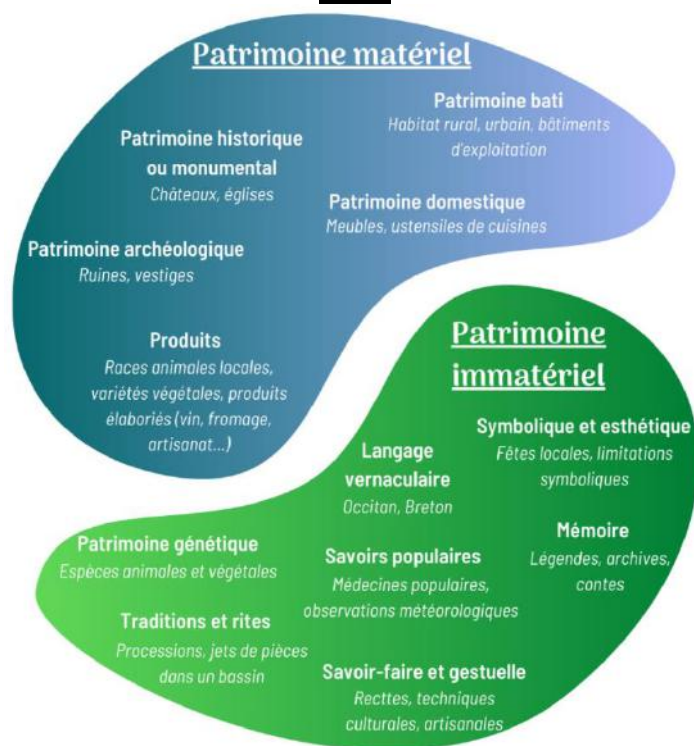 Patrimoine matériel
Patrimoine bati
Habitat rural, urbain, bâtiments
d'exploitation
Patrimoine historique
ou monumental
Châteaux, églises
Patrimoine domestique
Meubles, ustensiles de cuisines
Patrimoine archéologique
Ruines, vestiges
Produits
Races animales locales,
variétés végétales, produits
élaboriés (vin, fromage,
artisanat...)
Patrimoine
immatériel
Symbolique et esthétique
Fêtes locales, limitations
symboliques
Langage
vernaculaire
Occitan, Breton
Mémoire
Légendes, archives,
contes
Patrimoine génétique
Espèces animales et végétales
Savoirs populaires
Médecines populaires,
observations météorologiques
Traditions et rites
Processions, jets de pièces
dans un bassin
Savoir-faire et gestuelle
Recttes, techniques
culturales, artisanales